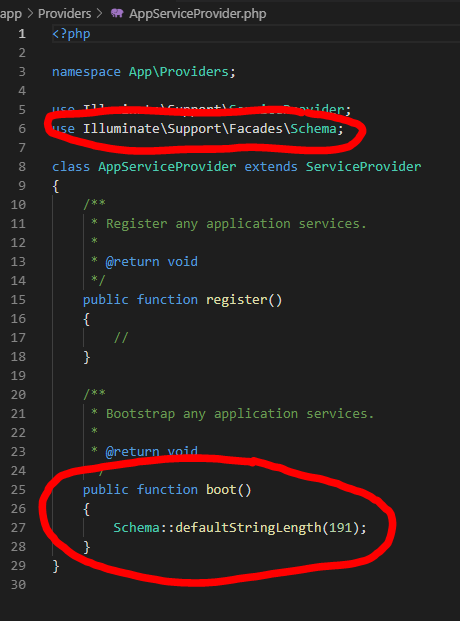 app > Providers > AppServiceProvider.php
1 <?php
2
3 namespace App\Providers;
4
5 use Illuminate\Support\ServiceProvider;
6 use Illuminate\Support\Facades\Schema;
7
8 class AppServiceProvider extends ServiceProvider
9 {
10 /**
11 * Register any application services.
12 *
13 * @return void
14 */
15 public function register()
16 {
17 //
18 }
19
20 /**
21 * Bootstrap any application services.
22 *
23 * @return void
24 */
25 public function boot()
26 {
27 Schema::defaultStringLength(191);
28 }
29 }
30